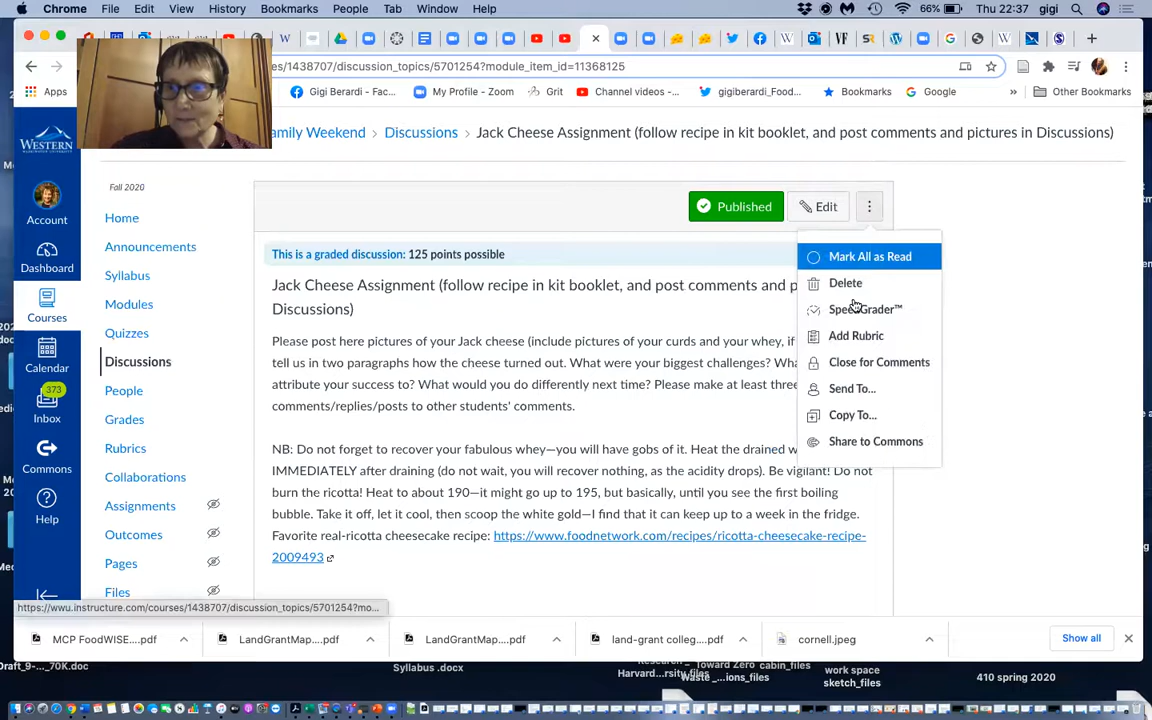 Chrome File Edit View History Bookmarks People Tab Window Help 66% Thu 22:37 gigi
es/1438707/discussion_topics/5701254?module_item_id=11368125
Apps Gigi Berardi - Fac... My Profile - Zoom Grit Channel videos -... gigiberardi_Food... Bookmarks Google » Other Bookmarks
WESTERN
amily Weekend > Discussions > Jack Cheese Assignment (follow recipe in kit booklet, and post comments and pictures in Discussions)
Account
Dashboard
Courses
Calendar
373
Inbox
Commons
Help
Fall 2020
Home
Announcements
Syllabus
Modules
Quizzes
Discussions
People
Grades
Rubrics
Collaborations
Assignments
Outcomes
Pages
Files
Published Edit
This is a graded discussion: 125 points possible
Jack Cheese Assignment (follow recipe in kit booklet, and post comments and p
Discussions)
Please post here pictures of your Jack cheese (include pictures of your curds and your whey, if
tell us in two paragraphs how the cheese turned out. What were your biggest challenges? Wha
attribute your success to? What would you do differently next time? Please make at least three
comments/replies/posts to other students' comments.
NB: Do not forget to recover your fabulous whey—you will have gobs of it. Heat the drained
IMMEDIATELY after draining (do not wait, you will recover nothing, as the acidity drops). Be vigilant! Do not
burn the ricotta! Heat to about 190—it might go up to 195, but basically, until you see the first boiling
bubble. Take it off, let it cool, then scoop the white gold—I find that it can keep up to a week in the fridge.
Favorite real-ricotta cheesecake recipe: https://www.foodnetwork.com/recipes/ricotta-cheesecake-recipe-
2009493
Mark All as Read
Delete
SpeedGrader™
Add Rubric
Close for Comments
Send To...
Copy To...
Share to Commons
https://wwu.instructure.com/courses/1438707/discussion_topics/5701254?mo...
MCP FoodWISE....pdf LandGrantMap....pdf LandGrantMap....pdf land-grant colleg....pdf cornell.jpeg Show all
Draft_9-..._70K.doc
Syllabus .docx
Harvard...rsity_files
Toward Zero
Waste _...ions_files
cabin_files
work space
sketch_files
410 spring 2020